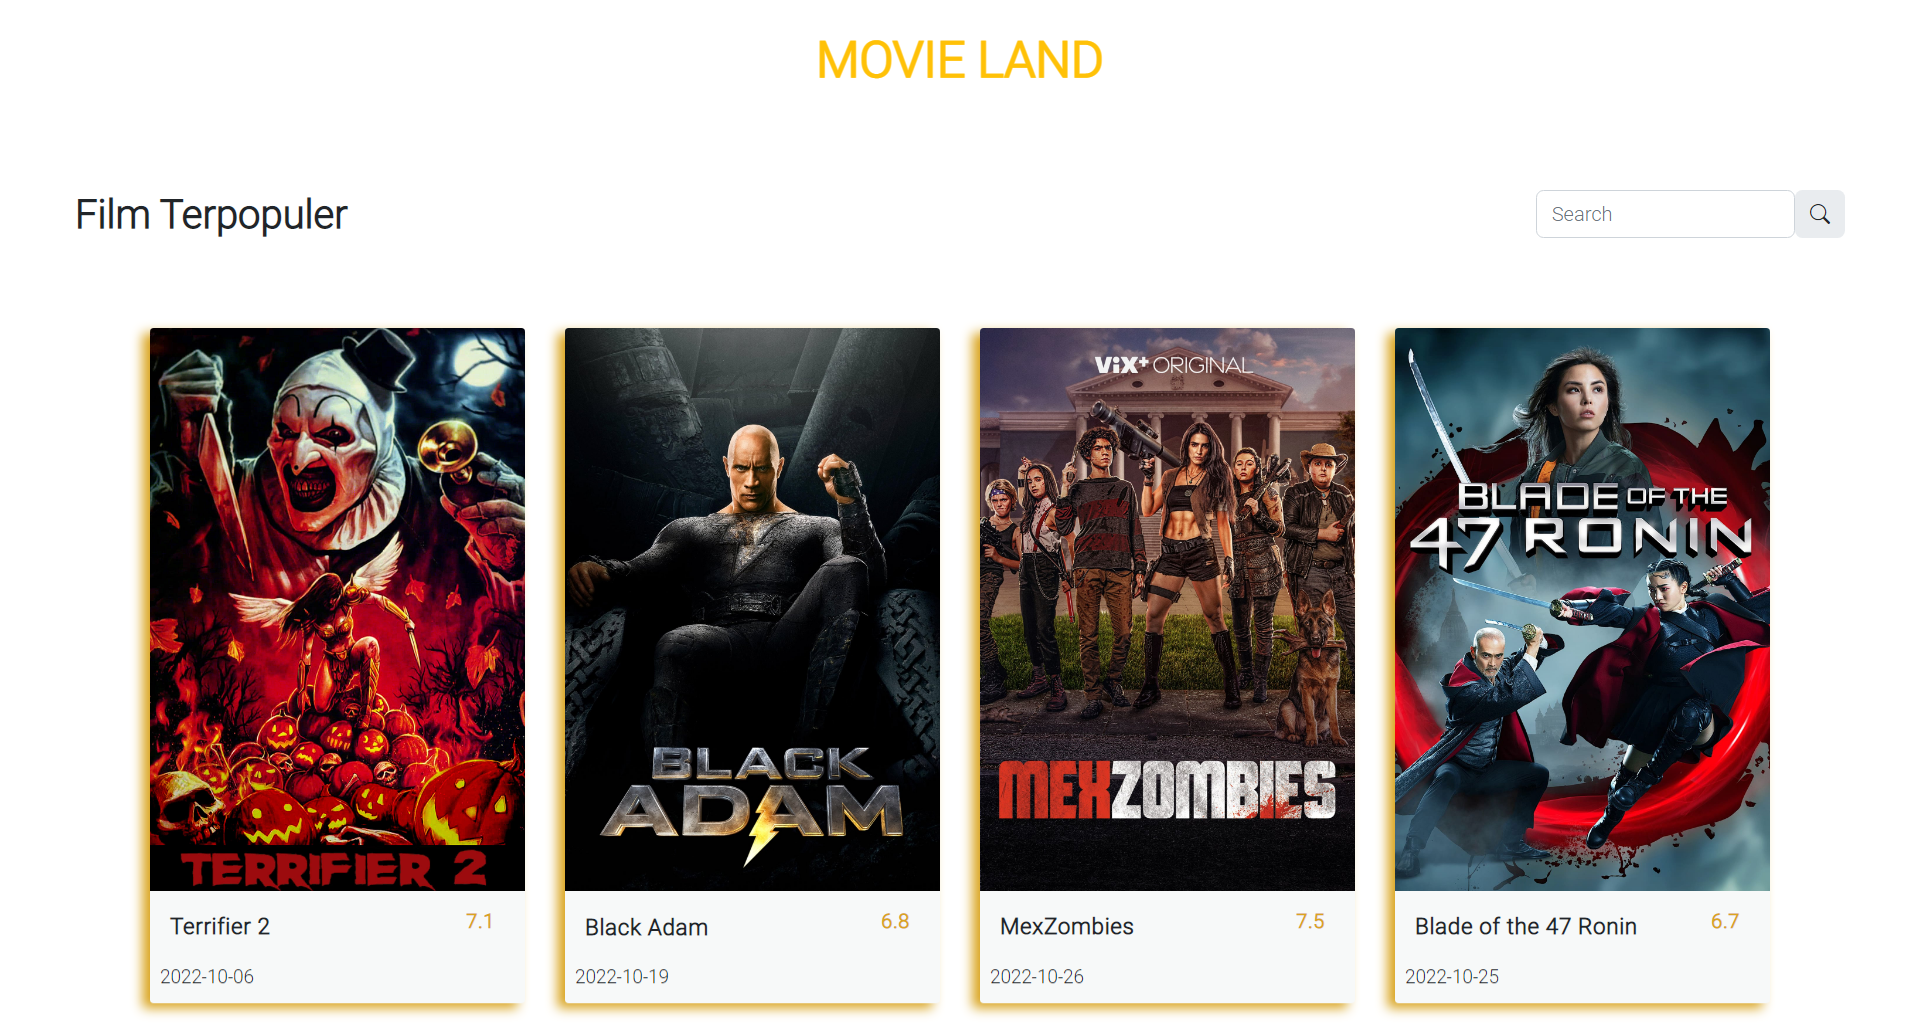 MOVIE LAND
Film Terpopuler
Search
TERRIFIER 2
Terrifier 2
7.1
2022-10-06
BLACK
ADAM
Black Adam
6.8
2022-10-19
ViX+ ORIGINAL
MEXZOMBIES
MexZombies
7.5
2022-10-26
BLADE OF THE
47 RONIN
Blade of the 47 Ronin
6.7
2022-10-25